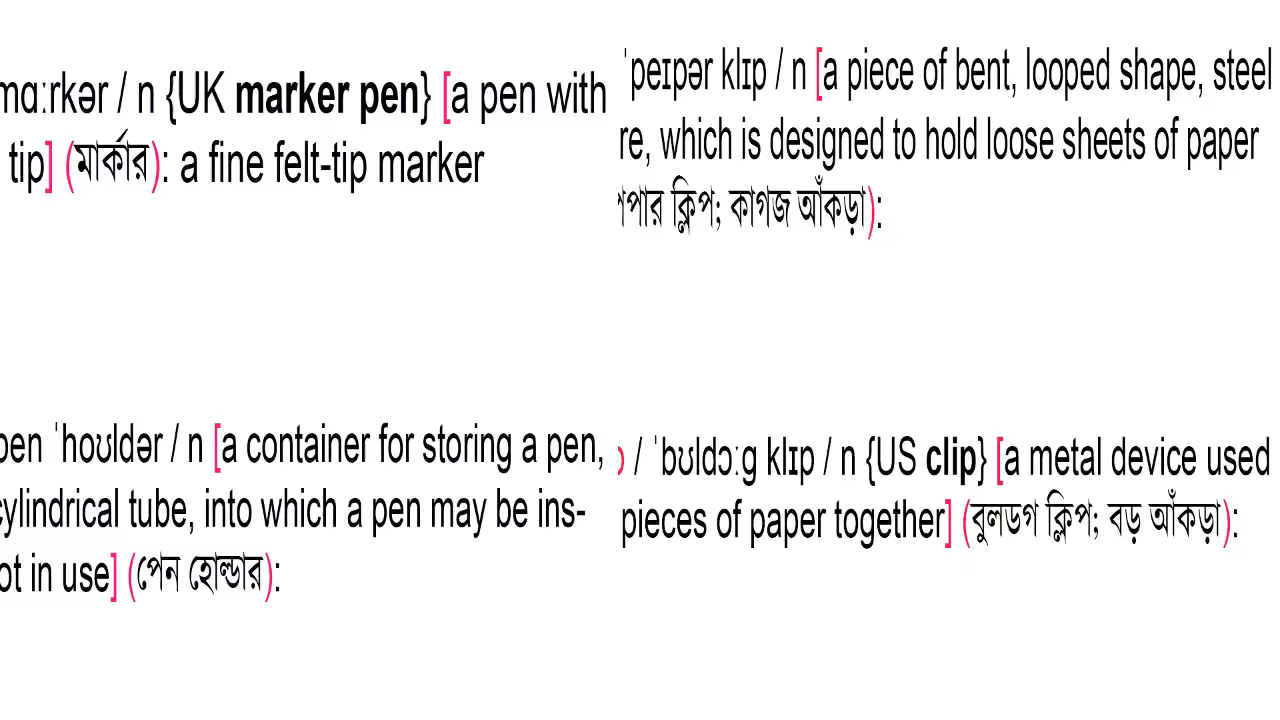 mɑːrkər / n {UK marker pen} [a pen with
tip] (মার্কার): a fine felt-tip marker
ˈpeɪpər klɪp / n [a piece of bent, looped shape, steel
re, which is designed to hold loose sheets of paper
পপার ক্লিপ; কাগজ আঁকড়া):
pen ˈhoʊldər / n [a container for storing a pen,
cylindrical tube, into which a pen may be ins-
ot in use] (পেন হোল্ডার):
/ ˈbʊldɔːg klɪp / n {US clip} [a metal device used
pieces of paper together] (বুলডগ ক্লিপ; বড় আঁকড়া):